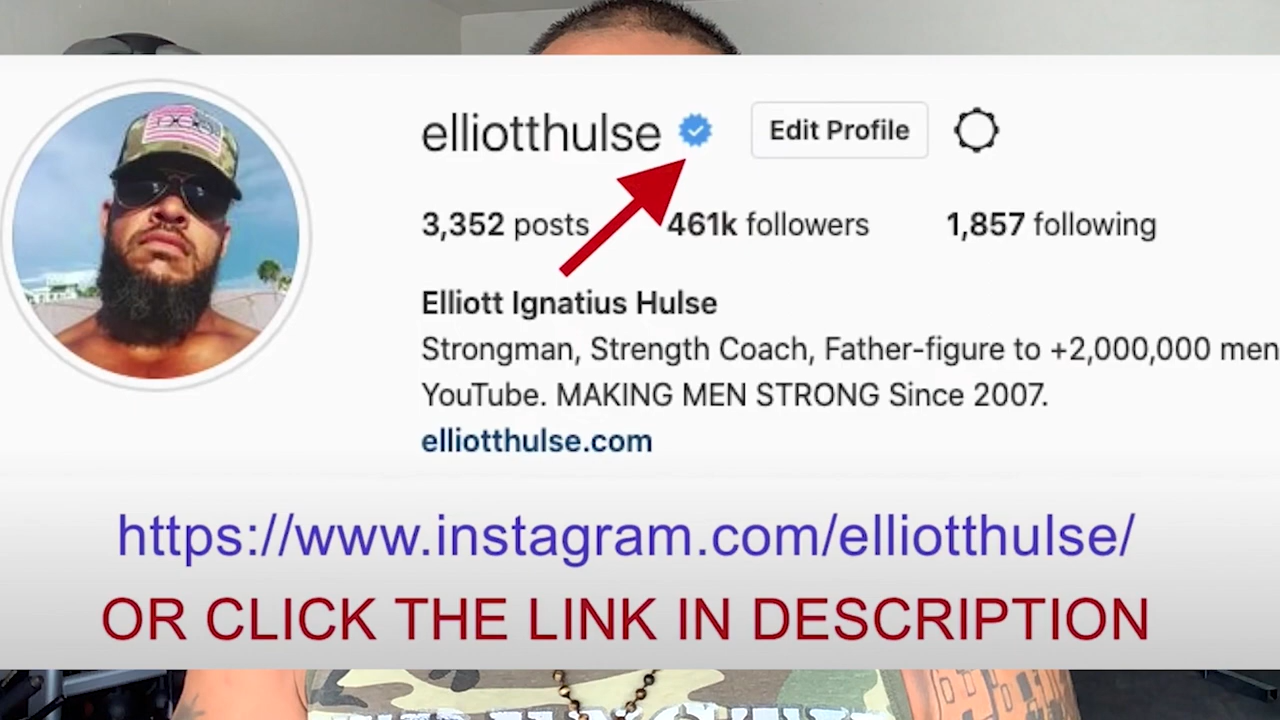 elliotthulse Edit Profile
3,352 posts 461k followers 1,857 following
Elliott Ignatius Hulse
Strongman, Strength Coach, Father-figure to +2,000,000 men
YouTube. MAKING MEN STRONG Since 2007.
elliotthulse.com
https://www.instagram.com/elliotthulse/
OR CLICK THE LINK IN DESCRIPTION